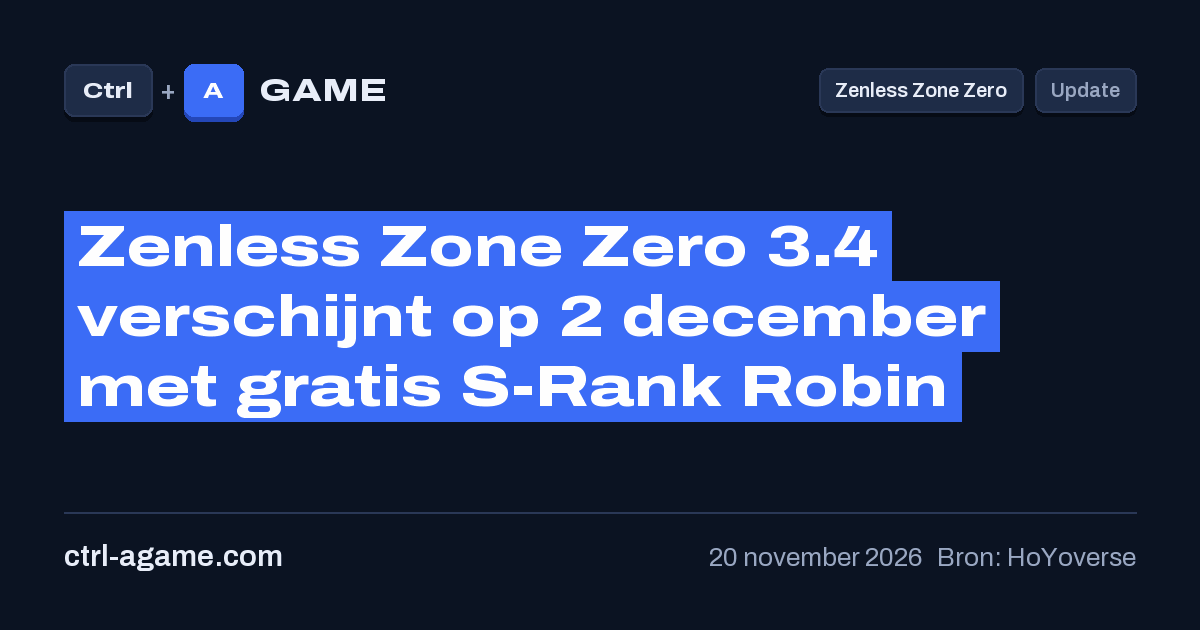 Ctrl + A GAME
Zenless Zone Zero Update
Zenless Zone Zero 3.4
verschijnt op 2 december
met gratis S-Rank Robin
ctrl-agame.com
20 november 2026 Bron: HoYoverse